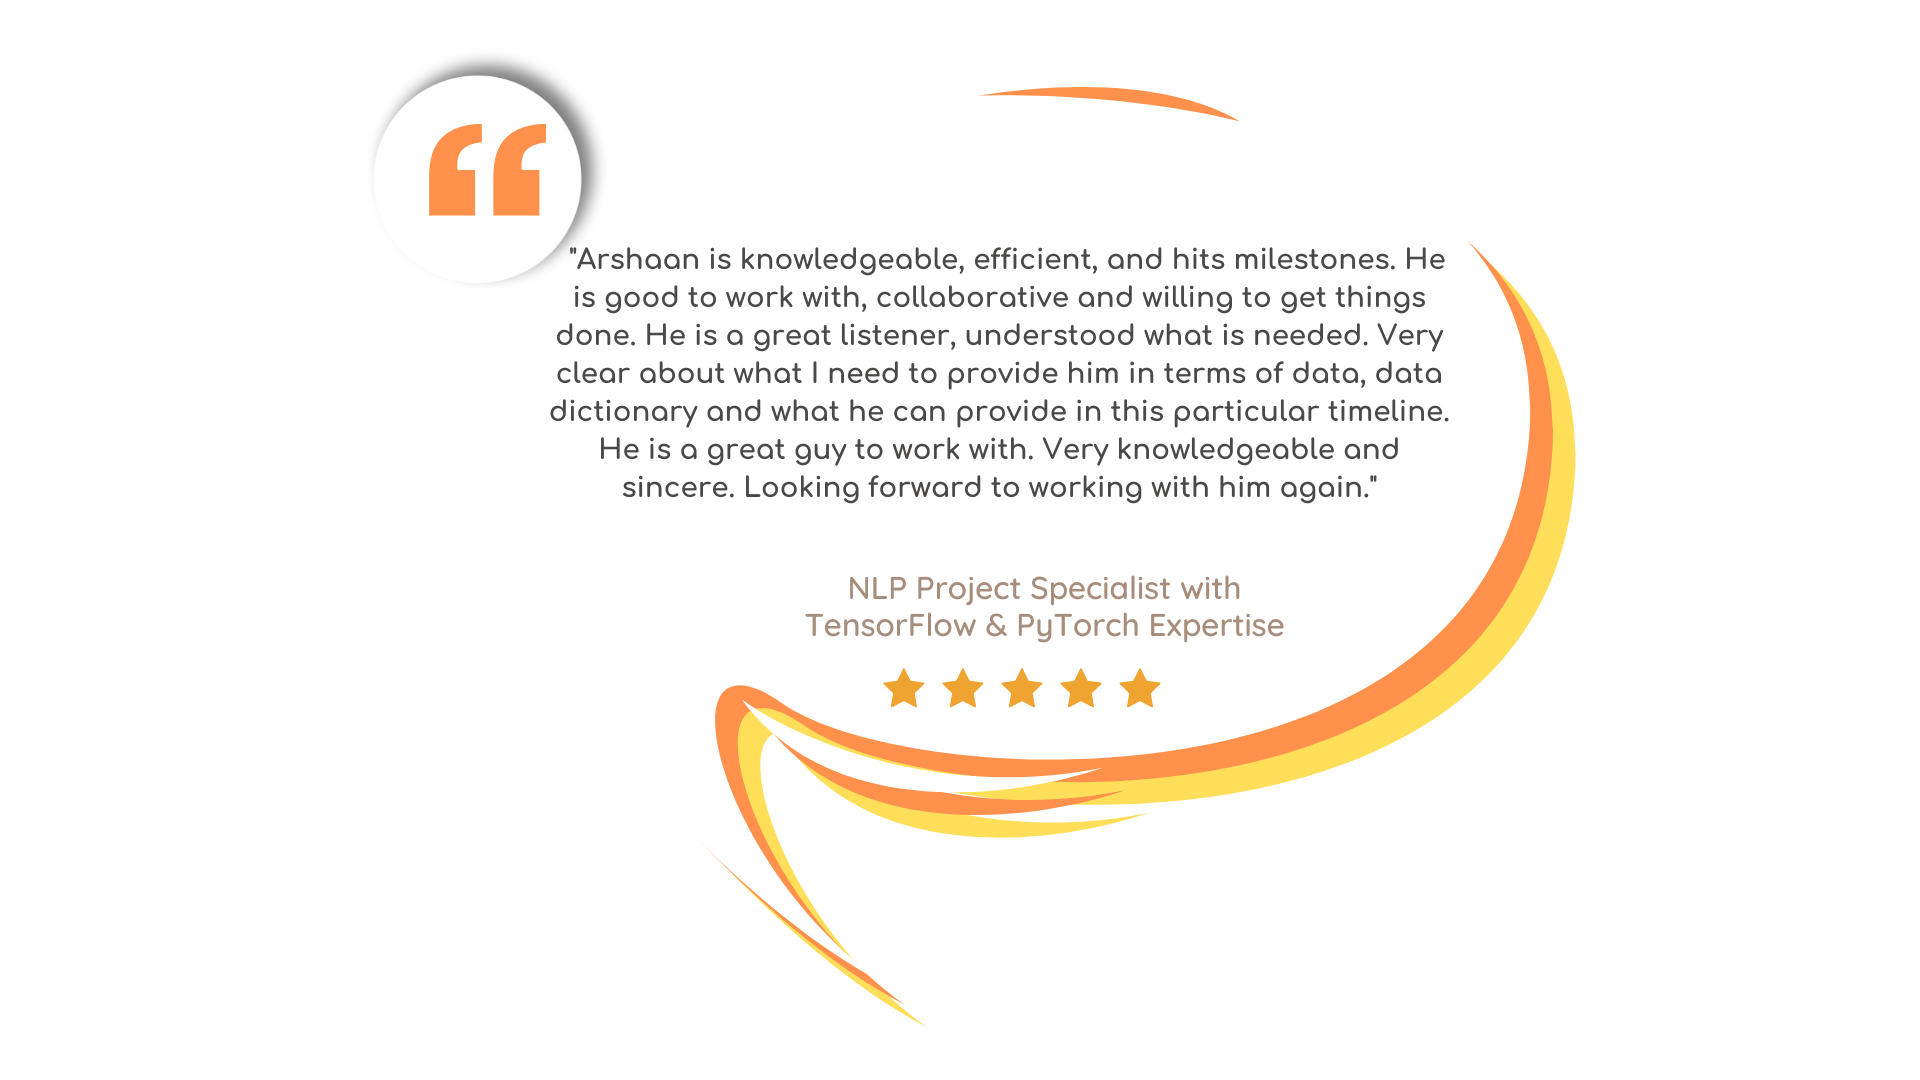 "Arshaan is knowledgeable, efficient, and hits milestones. He
is good to work with, collaborative and willing to get things
done. He is a great listener, understood what is needed. Very
clear about what I need to provide him in terms of data, data
dictionary and what he can provide in this particular timeline.
He is a great guy to work with. Very knowledgeable and
sincere. Looking forward to working with him again."
NLP Project Specialist with
TensorFlow & PyTorch Expertise